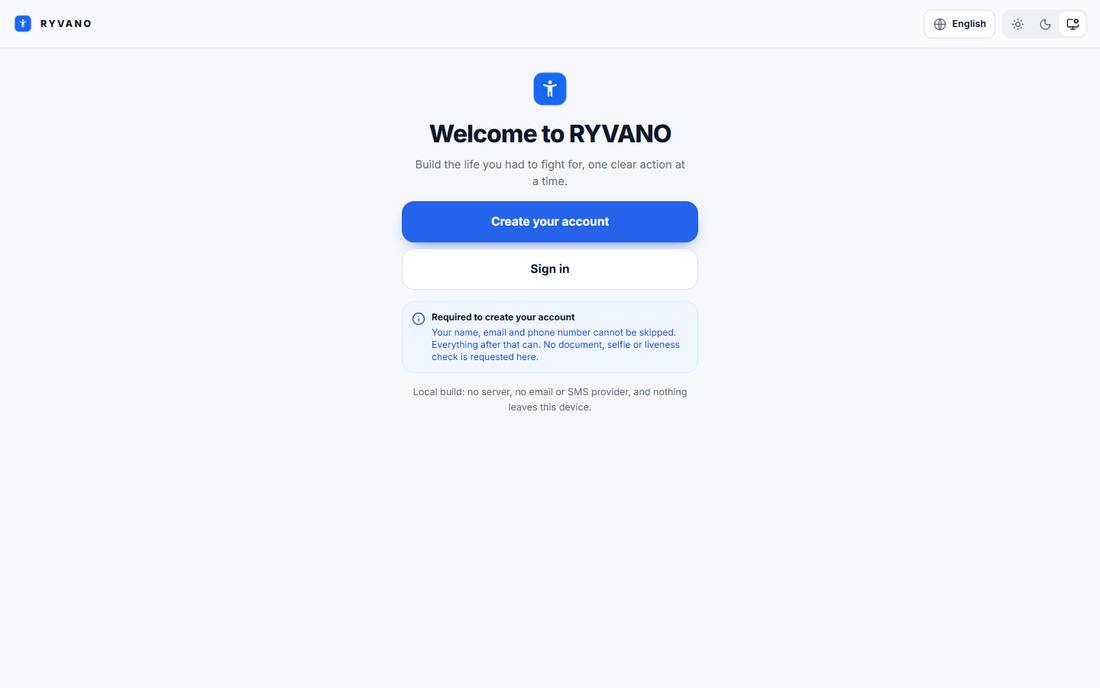 RYVANO
English
Welcome to RYVANO
Build the life you had to fight for, one clear action at
a time.
Create your account
Sign in
Required to create your account
Your name, email and phone number cannot be skipped.
Everything after that can. No document, selfie or liveness
check is requested here.
Local build: no server, no email or SMS provider, and nothing
leaves this device.